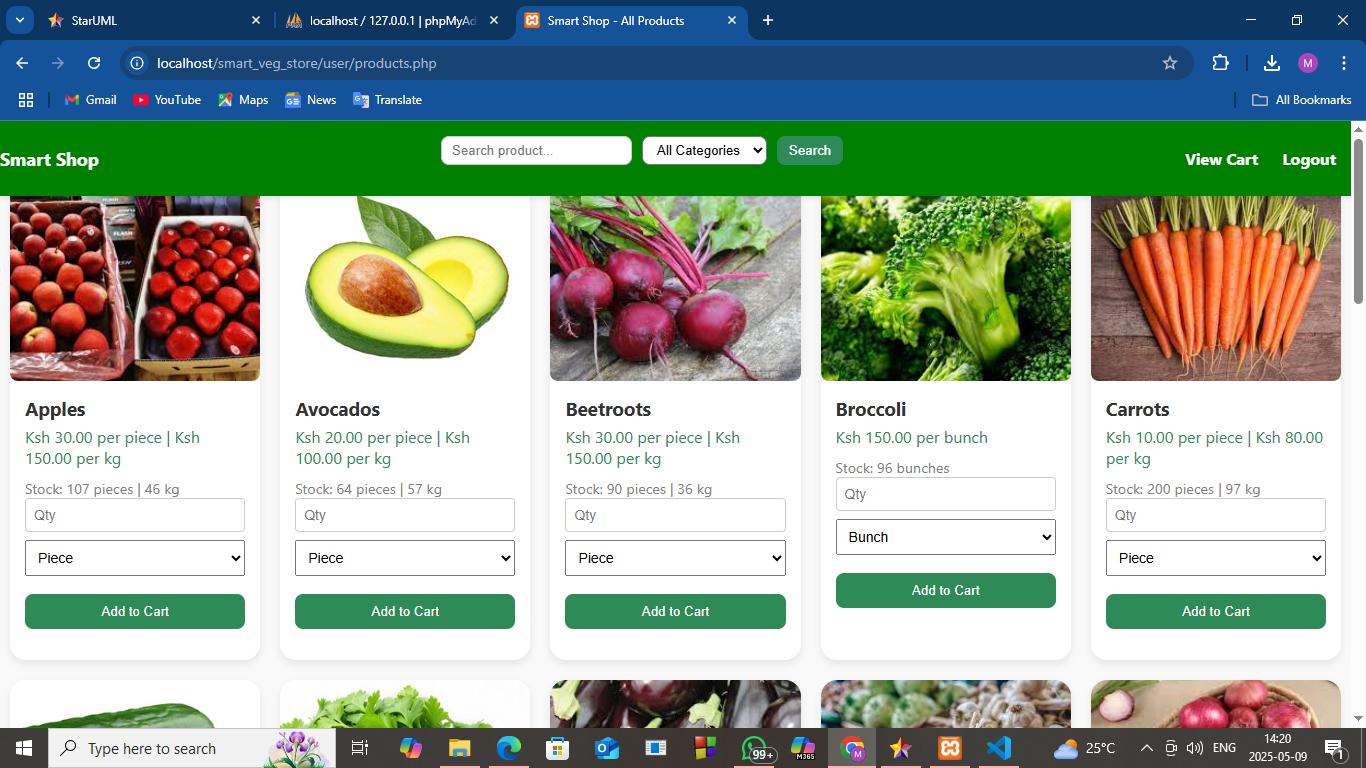 StarUML
localhost / 127.0.0.1 | phpMyAd
Smart Shop - All Products
localhost/smart_veg_store/user/products.php
M
Gmail
YouTube
Maps
News
Translate
All Bookmarks
Smart Shop
Search product...
All Categories
Search
View Cart
Logout
Apples
Ksh 30.00 per piece | Ksh
150.00 per kg
Stock: 107 pieces | 46 kg
Qty
Piece
Add to Cart
Avocados
Ksh 20.00 per piece | Ksh
100.00 per kg
Stock: 64 pieces | 57 kg
Qty
Piece
Add to Cart
Beetroots
Ksh 30.00 per piece | Ksh
150.00 per kg
Stock: 90 pieces | 36 kg
Qty
Piece
Add to Cart
Broccoli
Ksh 150.00 per bunch
Stock: 96 bunches
Qty
Bunch
Add to Cart
Carrots
Ksh 10.00 per piece | Ksh 80.00
per kg
Stock: 200 pieces | 97 kg
Qty
Piece
Add to Cart
Type here to search
99+
M365
M
25°C
ENG
14:20
2025-05-09
1